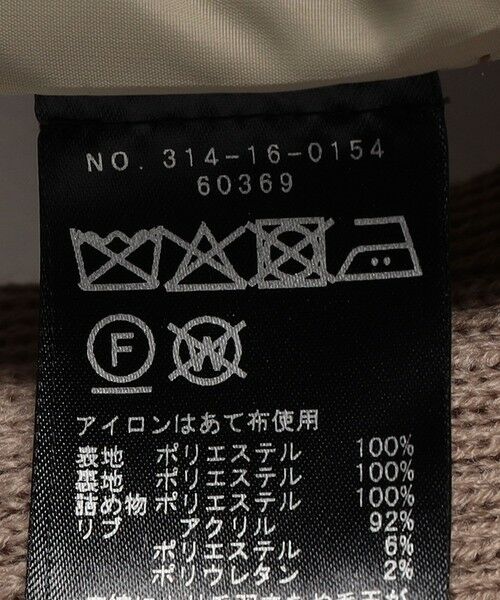 NO. 314-16-0154
60369
F W
アイロンはあて布使用
表地 ポリエステル 100%
裏地 ポリエステル 100%
詰め物 ポリエステル 100%
リブ アクリル 92%
ポリエステル 6%
ポリウレタン 2%